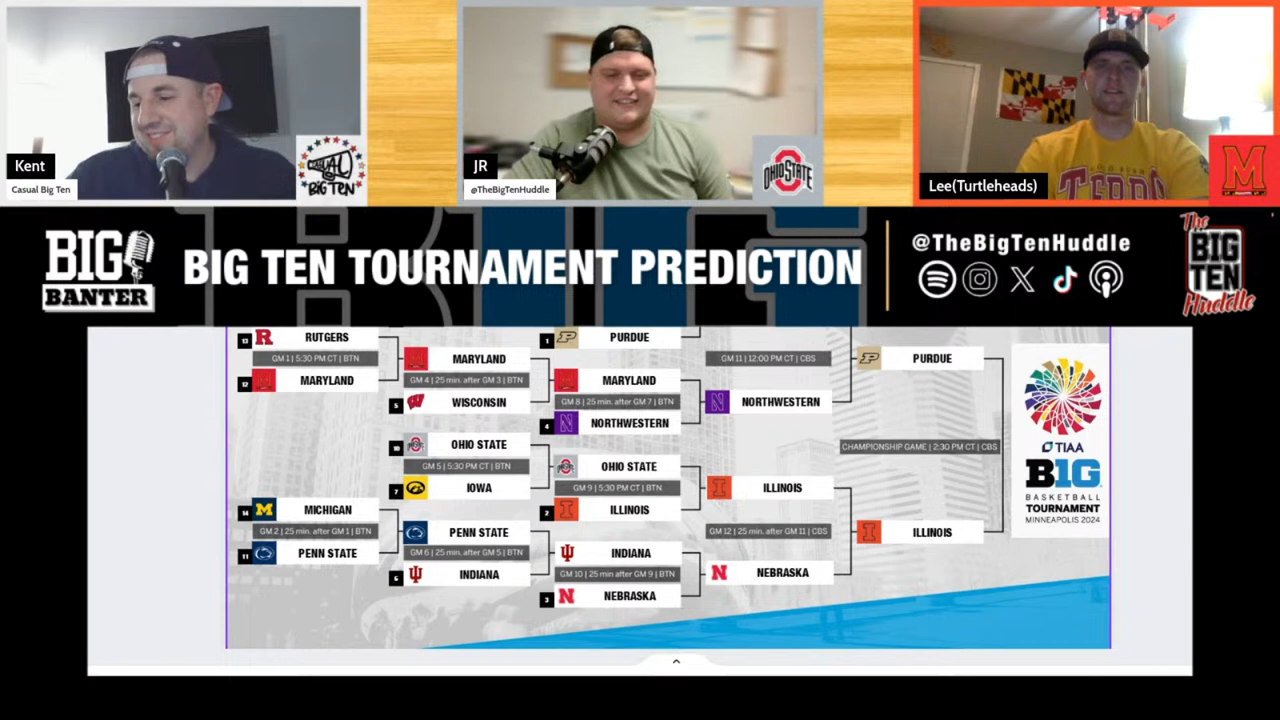 Kent
Casual Big Ten
CASUAL
BIG TEN
JR
@TheBigTenHuddle
OHIO STATE
Lee(Turtleheads)
TERPS
M
BIG
BANTER
BIG TEN TOURNAMENT PREDICTION
@TheBigTenHuddle
The
BIG
TEN
Huddle
13 R RUTGERS
GM 1 | 5:30 PM CT | BTN
12 MARYLAND
MARYLAND
GM 4 | 25 min. after GM 3 | BTN
5 W WISCONSIN
1 P PURDUE
MARYLAND
GM 8 | 25 min. after GM 7 | BTN
4 N NORTHWESTERN
GM 11 | 12:00 PM CT | CBS
N NORTHWESTERN
P PURDUE
10 OHIO STATE
GM 5 | 5:30 PM CT | BTN
7 IOWA
OHIO STATE
GM 9 | 5:30 PM CT | BTN
2 I ILLINOIS
I ILLINOIS
GM 12 | 25 min. after GM 11 | CBS
N NEBRASKA
CHAMPIONSHIP GAME | 2:30 PM CT | CBS
I ILLINOIS
14 M MICHIGAN
GM 2 | 25 min. after GM 1 | BTN
11 PENN STATE
PENN STATE
GM 6 | 25 min after GM 5 | BTN
6 INDIANA
INDIANA
GM 10 | 25 min after GM 9 | BTN
3 N NEBRASKA
TIAA
B1G
BASKETBALL
TOURNAMENT
MINNEAPOLIS 2024